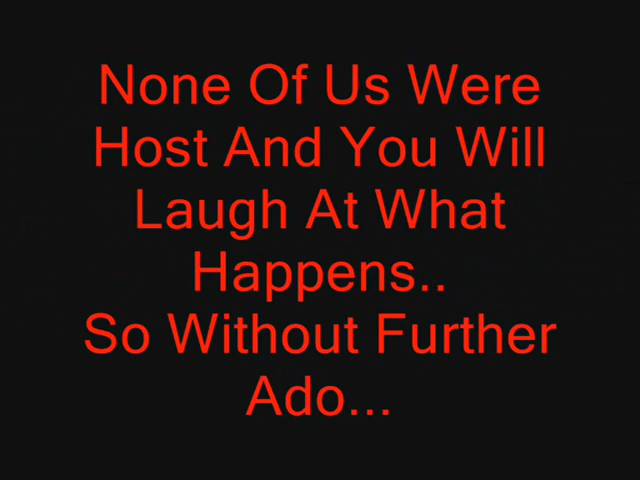 None Of Us Were
Host And You Will
Laugh At What
Happens..
So Without Further
Ado...